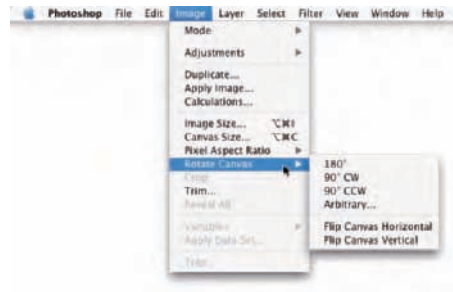 Photoshop File Edit Image Layer Select Filter View Window Help
Mode
Adjustments
Duplicate...
Apply Image...
Calculations...
Image Size... ⌥⌘I
Canvas Size... ⌥⌘C
Pixel Aspect Ratio
Rotate Canvas
180°
90° CW
90° CCW
Arbitrary...
Flip Canvas Horizontal
Flip Canvas Vertical
Crop
Trim...
Reveal All
Variables
Apply Data Set...
Trap...